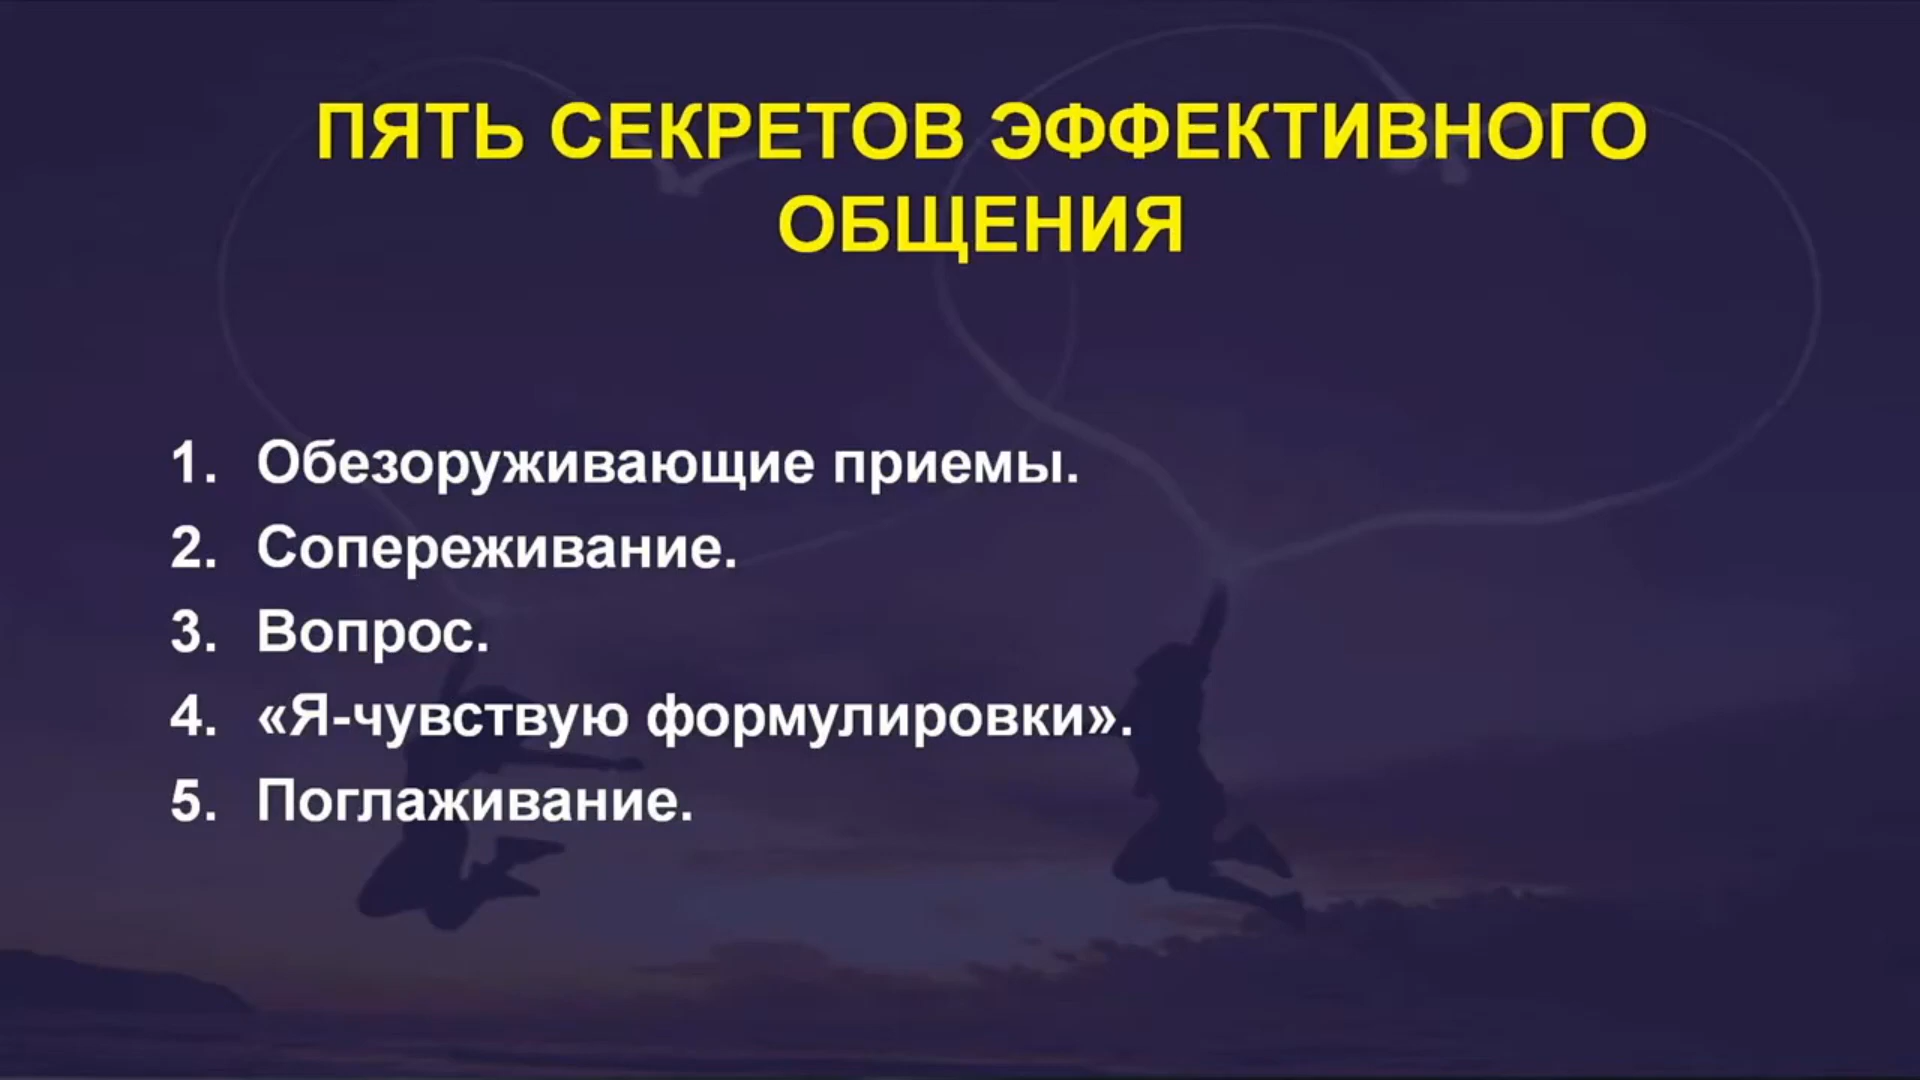 ПЯТЬ СЕКРЕТОВ ЭФФЕКТИВНОГО
ОБЩЕНИЯ
1. Обезоруживающие приемы.
2. Сопереживание.
3. Вопрос.
4. «Я-чувствую формулировки».
5. Поглаживание.